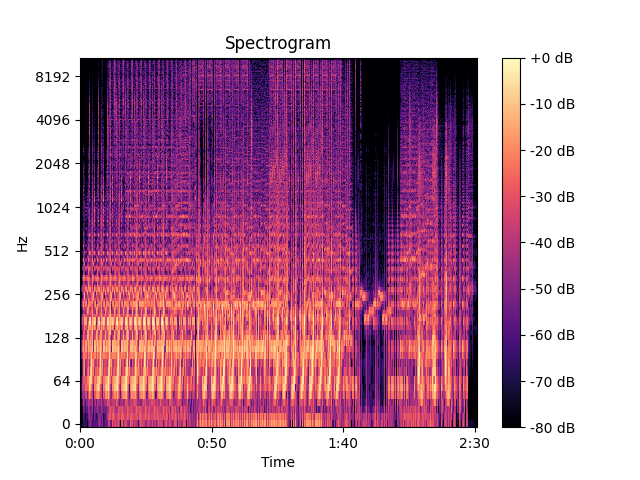 Spectrogram
8192
4096
2048
1024
512
256
128
64
0
Hz
0:00
0:50
1:40
2:30
Time
+0 dB
-10 dB
-20 dB
-30 dB
-40 dB
-50 dB
-60 dB
-70 dB
-80 dB